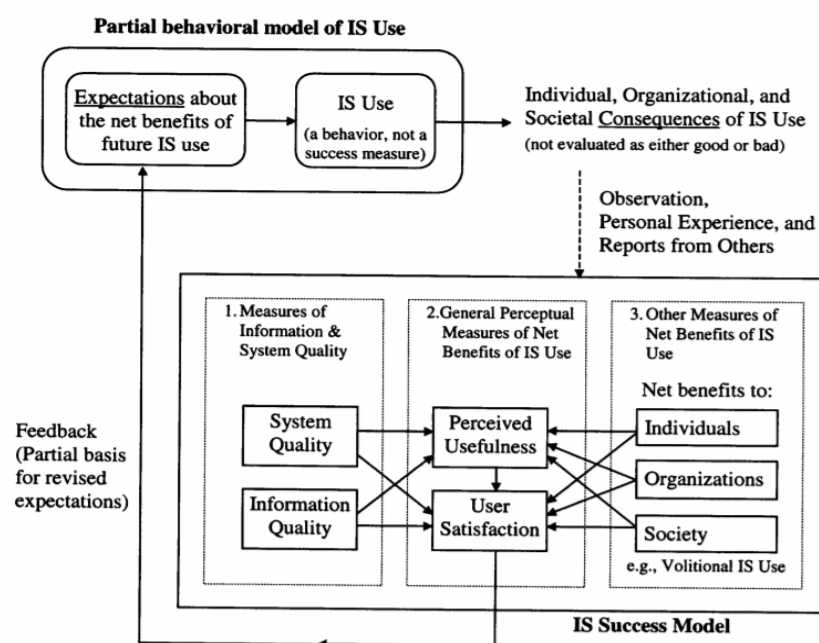 Partial behavioral model of IS Use
Expectations about
the net benefits of
future IS use
IS Use
(a behavior, not a
success measure)
Individual, Organizational, and
Societal Consequences of IS Use
(not evaluated as either good or bad)
Observation,
Personal Experience, and
Reports from Others
1. Measures of
Information &
System Quality
2.General Perceptual
Measures of Net
Benefits of IS Use
3. Other Measures of
Net Benefits of IS
Use
Net benefits to:
System
Quality
Information
Quality
Perceived
Usefulness
User
Satisfaction
Individuals
Organizations
Society
e.g., Volitional IS Use
Feedback
(Partial basis
for revised
expectations)
IS Success Model